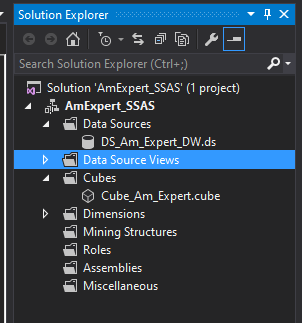 Solution Explorer
Search Solution Explorer (Ctrl+;)
Solution 'AmExpert_SSAS' (1 project)
AmExpert_SSAS
Data Sources
DS_Am_Expert_DW.ds
Data Source Views
Cubes
Cube_Am_Expert.cube
Dimensions
Mining Structures
Roles
Assemblies
Miscellaneous